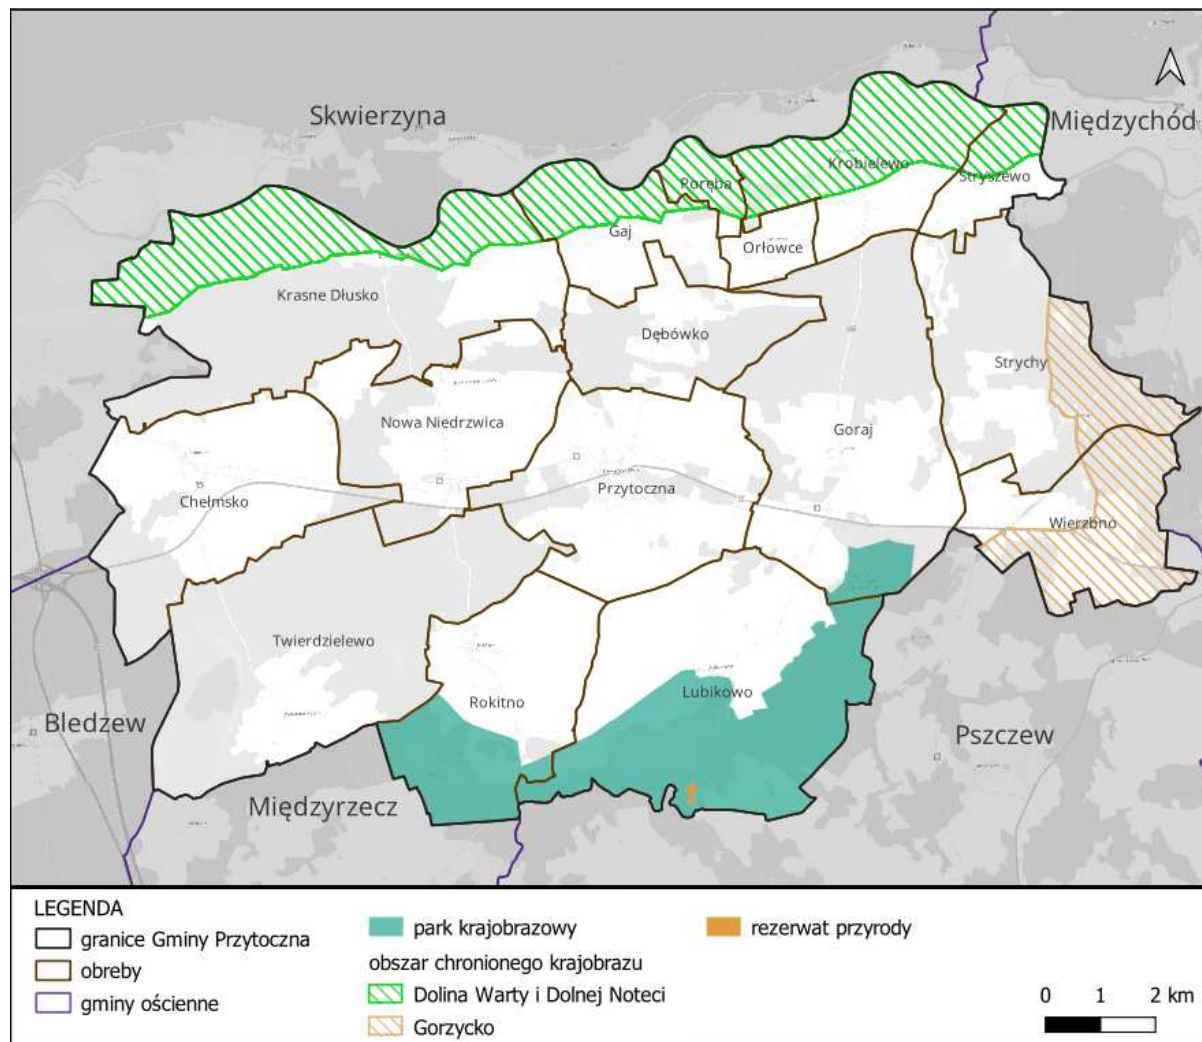 Skwierzyna
Międzychód
Poręba
Krobielewo
Stryszewo
Gaj
Orłowce
Krasne Dłusko
Dębówko
Strychy
Nowa Niedrzwica
Goraj
Chełmsko
Przytoczna
Wierzbno
Twierdzielewo
Rokitno
Lubikowo
Bledzew
Pszczew
Międzyrzecz
LEGENDA
granice Gminy Przytoczna
obreby
gminy ościenne
park krajobrazowy
obszar chronionego krajobrazu
Dolina Warty i Dolnej Noteci
Gorzycko
rezerwat przyrody
0 1 2 km